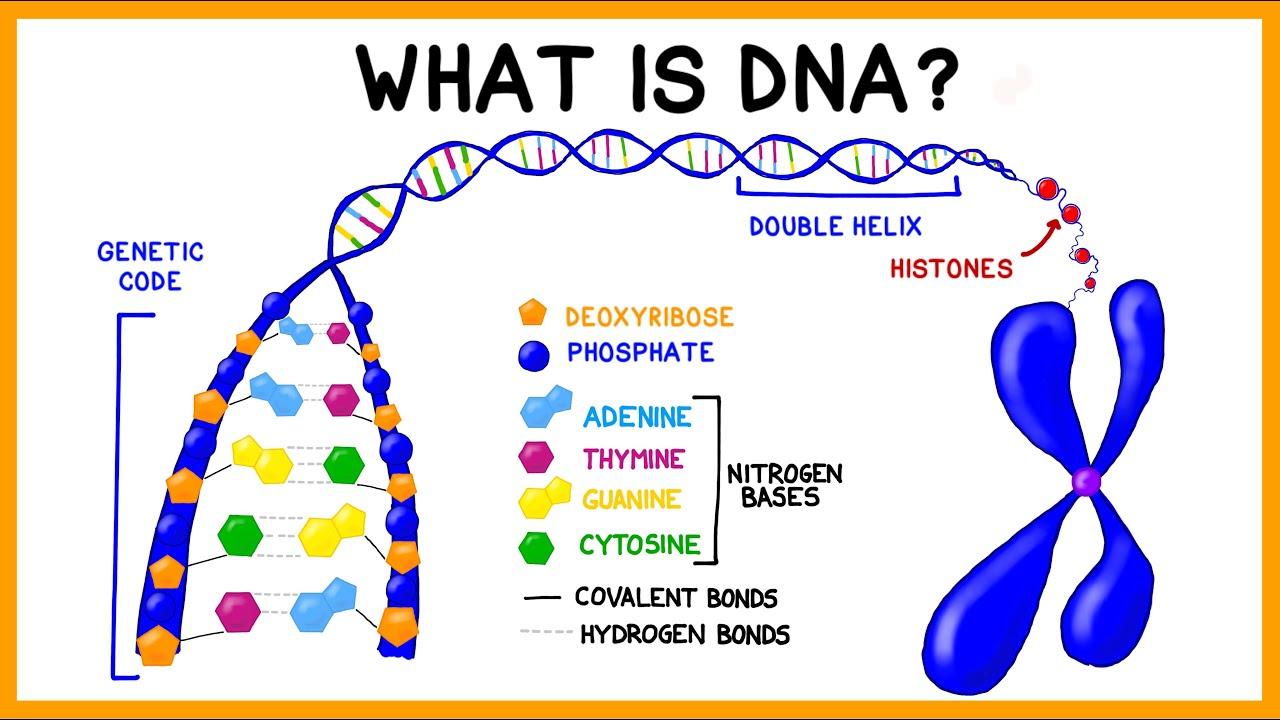 WHAT IS DNA?
GENETIC
CODE
DOUBLE HELIX
HISTONES
DEOXYRIBOSE
PHOSPHATE
ADENINE
THYMINE
GUANINE
CYTOSINE
NITROGEN
BASES
COVALENT BONDS
HYDROGEN BONDS